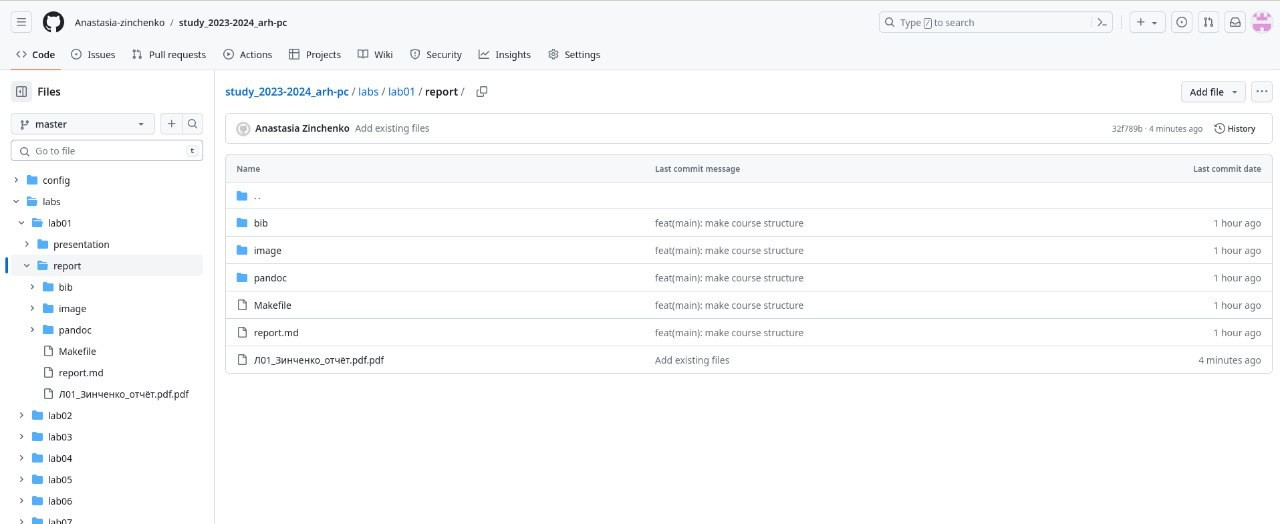 Anastasia-zinchenko / study_2023-2024_arh-pc
Type / to search
Code Issues Pull requests Actions Projects Wiki Security Insights Settings
Files
master
Go to file t
config
labs
lab01
presentation
report
bib
image
pandoc
Makefile
report.md
Л01_Зинченко_отчёт.pdf.pdf
lab02
lab03
lab04
lab05
lab06
lab07
study_2023-2024_arh-pc / labs / lab01 / report /
Add file
Anastasia Zinchenko Add existing files 32f789b · 4 minutes ago History
Name Last commit message Last commit date
..
bib feat(main): make course structure 1 hour ago
image feat(main): make course structure 1 hour ago
pandoc feat(main): make course structure 1 hour ago
Makefile feat(main): make course structure 1 hour ago
report.md feat(main): make course structure 1 hour ago
Л01_Зинченко_отчёт.pdf.pdf Add existing files 4 minutes ago